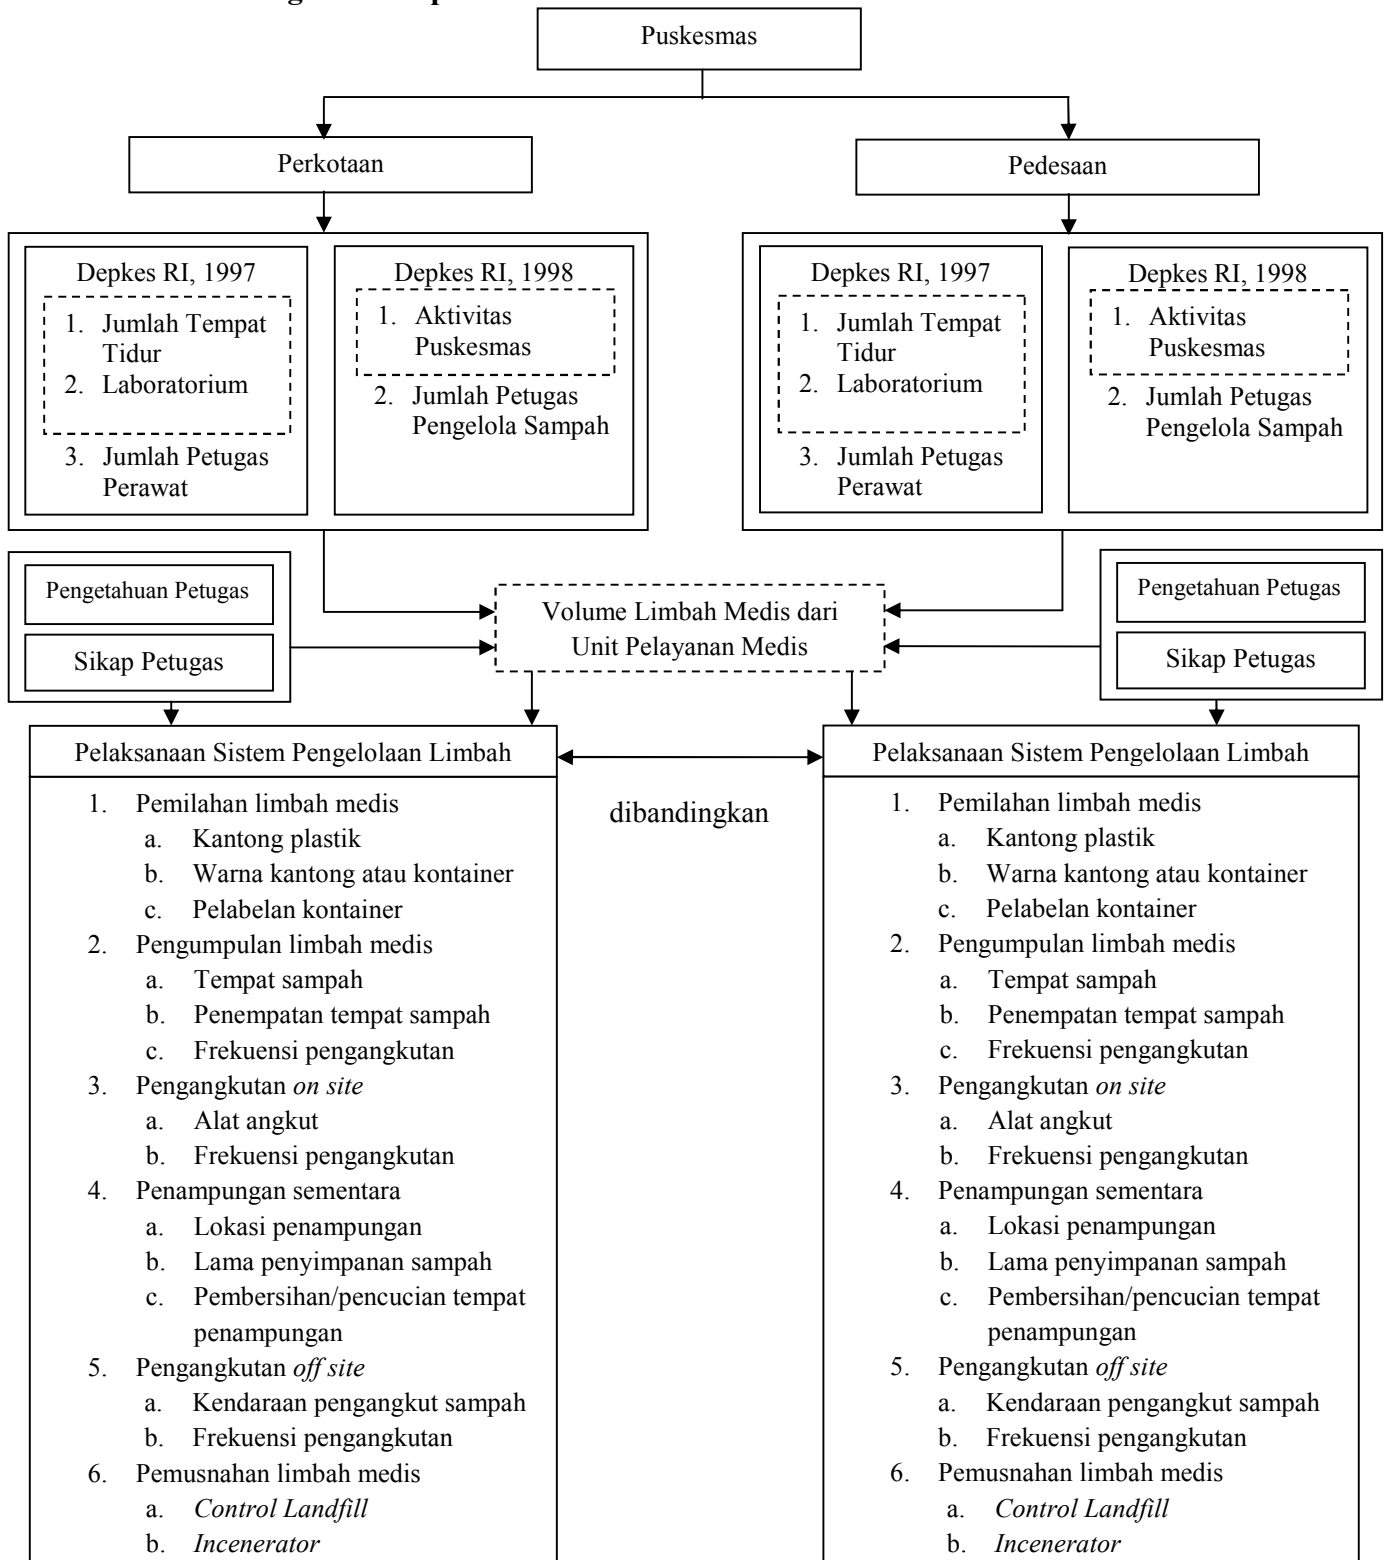 Puskesmas
Perkotaan
Pedesaan
Depkes RI, 1997
1. Jumlah Tempat
Tidur
2. Laboratorium
3. Jumlah Petugas
Perawat
Depkes RI, 1998
1. Aktivitas
Puskesmas
2. Jumlah Petugas
Pengelola Sampah
Depkes RI, 1997
1. Jumlah Tempat
Tidur
2. Laboratorium
3. Jumlah Petugas
Perawat
Depkes RI, 1998
1. Aktivitas
Puskesmas
2. Jumlah Petugas
Pengelola Sampah
Pengetahuan Petugas
Sikap Petugas
Volume Limbah Medis dari
Unit Pelayanan Medis
Pengetahuan Petugas
Sikap Petugas
Pelaksanaan Sistem Pengelolaan Limbah
1. Pemilahan limbah medis
a. Kantong plastik
b. Warna kantong atau kontainer
c. Pelabelan kontainer
2. Pengumpulan limbah medis
a. Tempat sampah
b. Penempatan tempat sampah
c. Frekuensi pengangkutan
3. Pengangkutan on site
a. Alat angkut
b. Frekuensi pengangkutan
4. Penampungan sementara
a. Lokasi penampungan
b. Lama penyimpanan sampah
c. Pembersihan/pencucian tempat
penampungan
5. Pengangkutan off site
a. Kendaraan pengangkut sampah
b. Frekuensi pengangkutan
6. Pemusnahan limbah medis
a. Control Landfill
b. Incenerator
dibandingkan
Pelaksanaan Sistem Pengelolaan Limbah
1. Pemilahan limbah medis
a. Kantong plastik
b. Warna kantong atau kontainer
c. Pelabelan kontainer
2. Pengumpulan limbah medis
a. Tempat sampah
b. Penempatan tempat sampah
c. Frekuensi pengangkutan
3. Pengangkutan on site
a. Alat angkut
b. Frekuensi pengangkutan
4. Penampungan sementara
a. Lokasi penampungan
b. Lama penyimpanan sampah
c. Pembersihan/pencucian tempat
penampungan
5. Pengangkutan off site
a. Kendaraan pengangkut sampah
b. Frekuensi pengangkutan
6. Pemusnahan limbah medis
a. Control Landfill
b. Incenerator